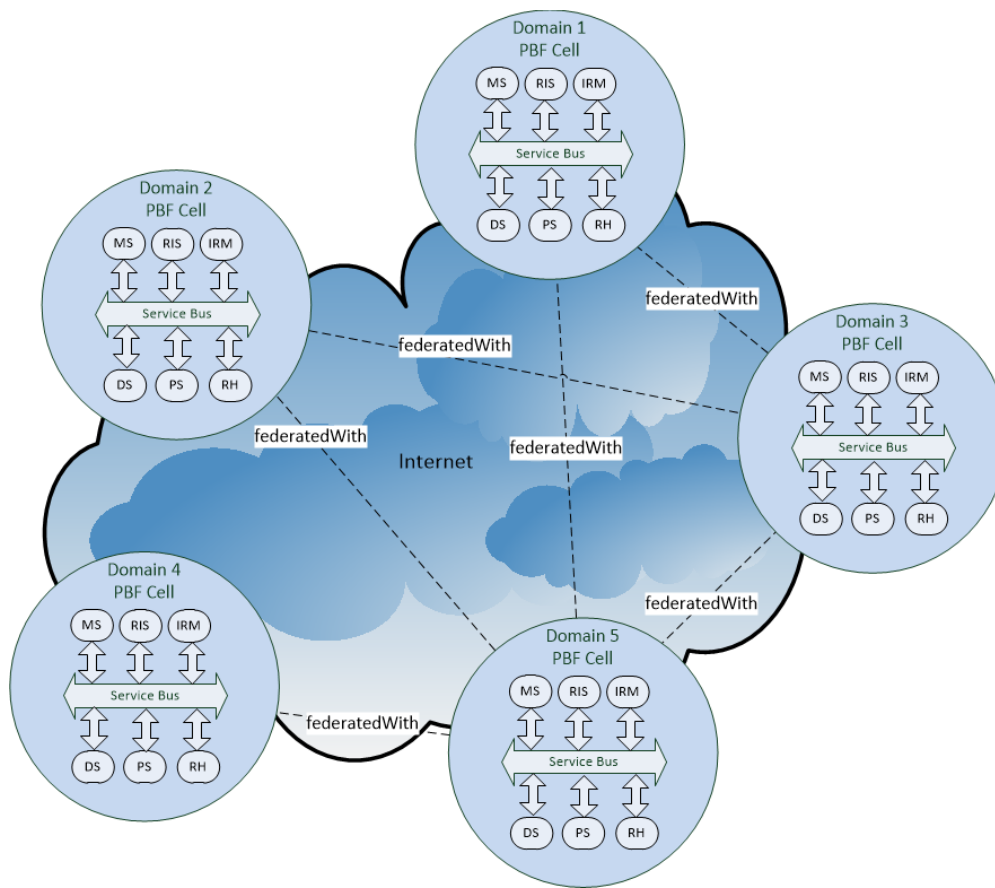 Domain 1
PBF Cell
MS RIS IRM
Service Bus
DS PS RH
Domain 2
PBF Cell
MS RIS IRM
Service Bus
DS PS RH
federatedWith
federatedWith
Domain 3
PBF Cell
MS RIS IRM
Service Bus
DS PS RH
federatedWith
federatedWith
Internet
federatedWith
Domain 4
PBF Cell
MS RIS IRM
Service Bus
DS PS RH
federatedWith
Domain 5
PBF Cell
MS RIS IRM
Service Bus
DS PS RH